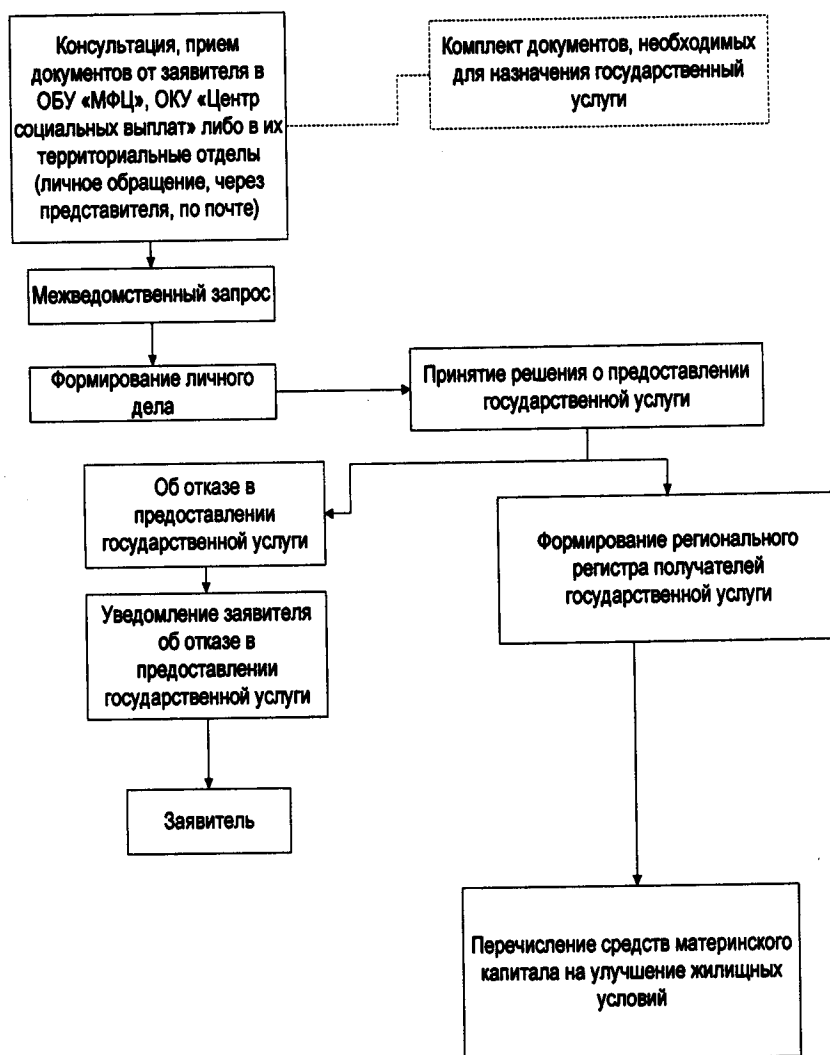 Консультация, прием
документов от заявителя в
ОБУ «МФЦ», ОКУ «Центр
социальных выплат» либо в их
территориальные отделы
(личное обращение, через
представителя, по почте)
Комплект документов, необходимых
для назначения государственный
услуги
Межведомственный запрос
Формирование личного
дела
Принятие решения о предоставлении
государственной услуги
Об отказе в
предоставлении
государственной услуги
Формирование регионального
регистра получателей
государственной услуги
Уведомление заявителя
об отказе в
предоставлении
государственной услуги
Заявитель
Перечисление средств материнского
капитала на улучшение жилищных
условий